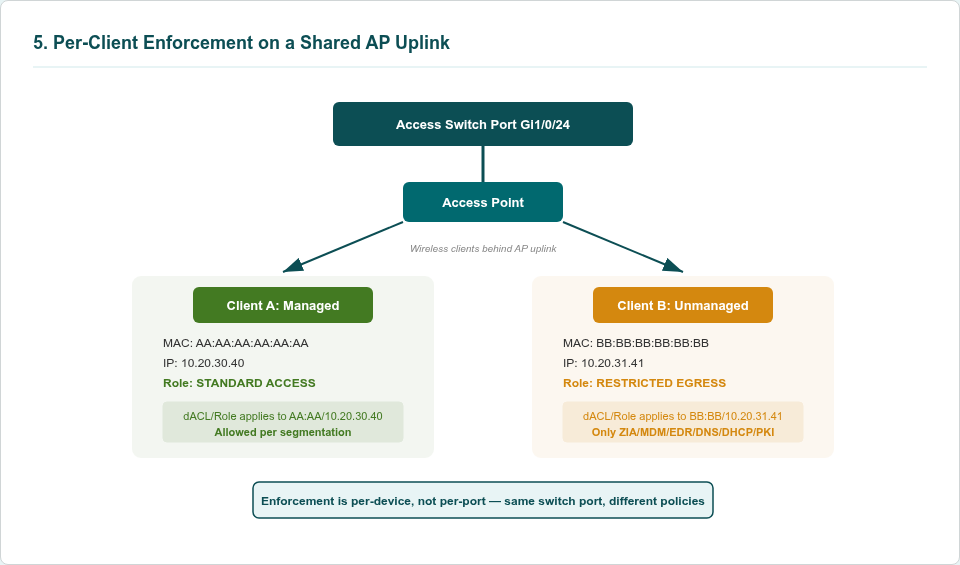 5. Per-Client Enforcement on a Shared AP Uplink
Access Switch Port GI1/0/24
Access Point
Wireless clients behind AP uplink
Client A: Managed
MAC: AA:AA:AA:AA:AA:AA
IP: 10.20.30.40
Role: STANDARD ACCESS
dACL/Role applies to AA:AA/10.20.30.40
Allowed per segmentation
Client B: Unmanaged
MAC: BB:BB:BB:BB:BB:BB
IP: 10.20.31.41
Role: RESTRICTED EGRESS
dACL/Role applies to BB:BB/10.20.31.41
Only ZIA/MDM/EDR/DNS/DHCP/PKI
Enforcement is per-device, not per-port — same switch port, different policies